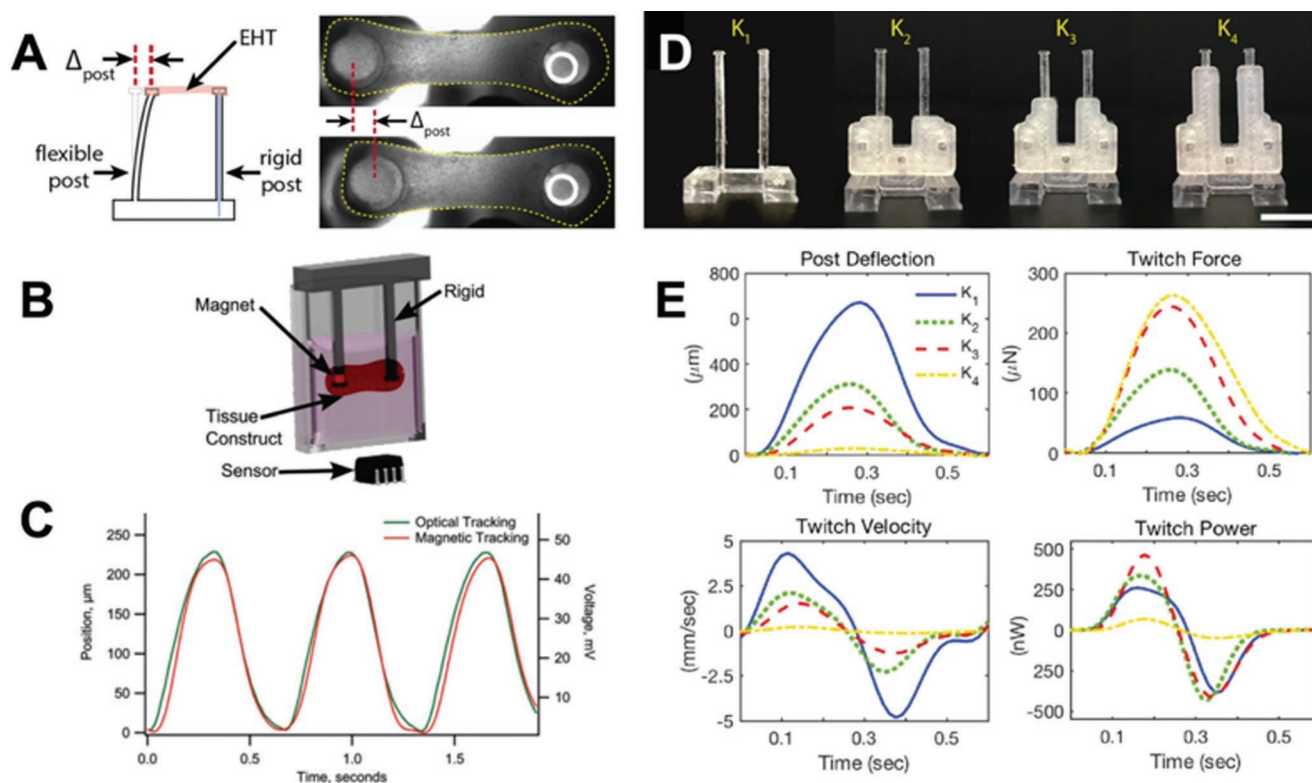 A
EHT
Δpost
flexible
post
rigid
post
Δpost
B
Magnet
Rigid
Tissue
Construct
Sensor
C
Optical Tracking
Magnetic Tracking
250
200
150
100
50
0
Position, µm
50
40
30
20
10
Voltage, mV
0.0
0.5
1.0
1.5
Time, seconds
D
K1
K2
K3
K4
E
Post Deflection
800
0
400
200
0
(µm)
K1
K2
K3
K4
0.1
0.3
0.5
Time (sec)
Twitch Force
300
200
100
0
(µN)
0.1
0.3
0.5
Time (sec)
Twitch Velocity
5
2.5
0
-2.5
-5
(mm/sec)
0.1
0.3
0.5
Time (sec)
Twitch Power
500
250
0
250
-500
(nW)
0.1
0.3
0.5
Time (sec)